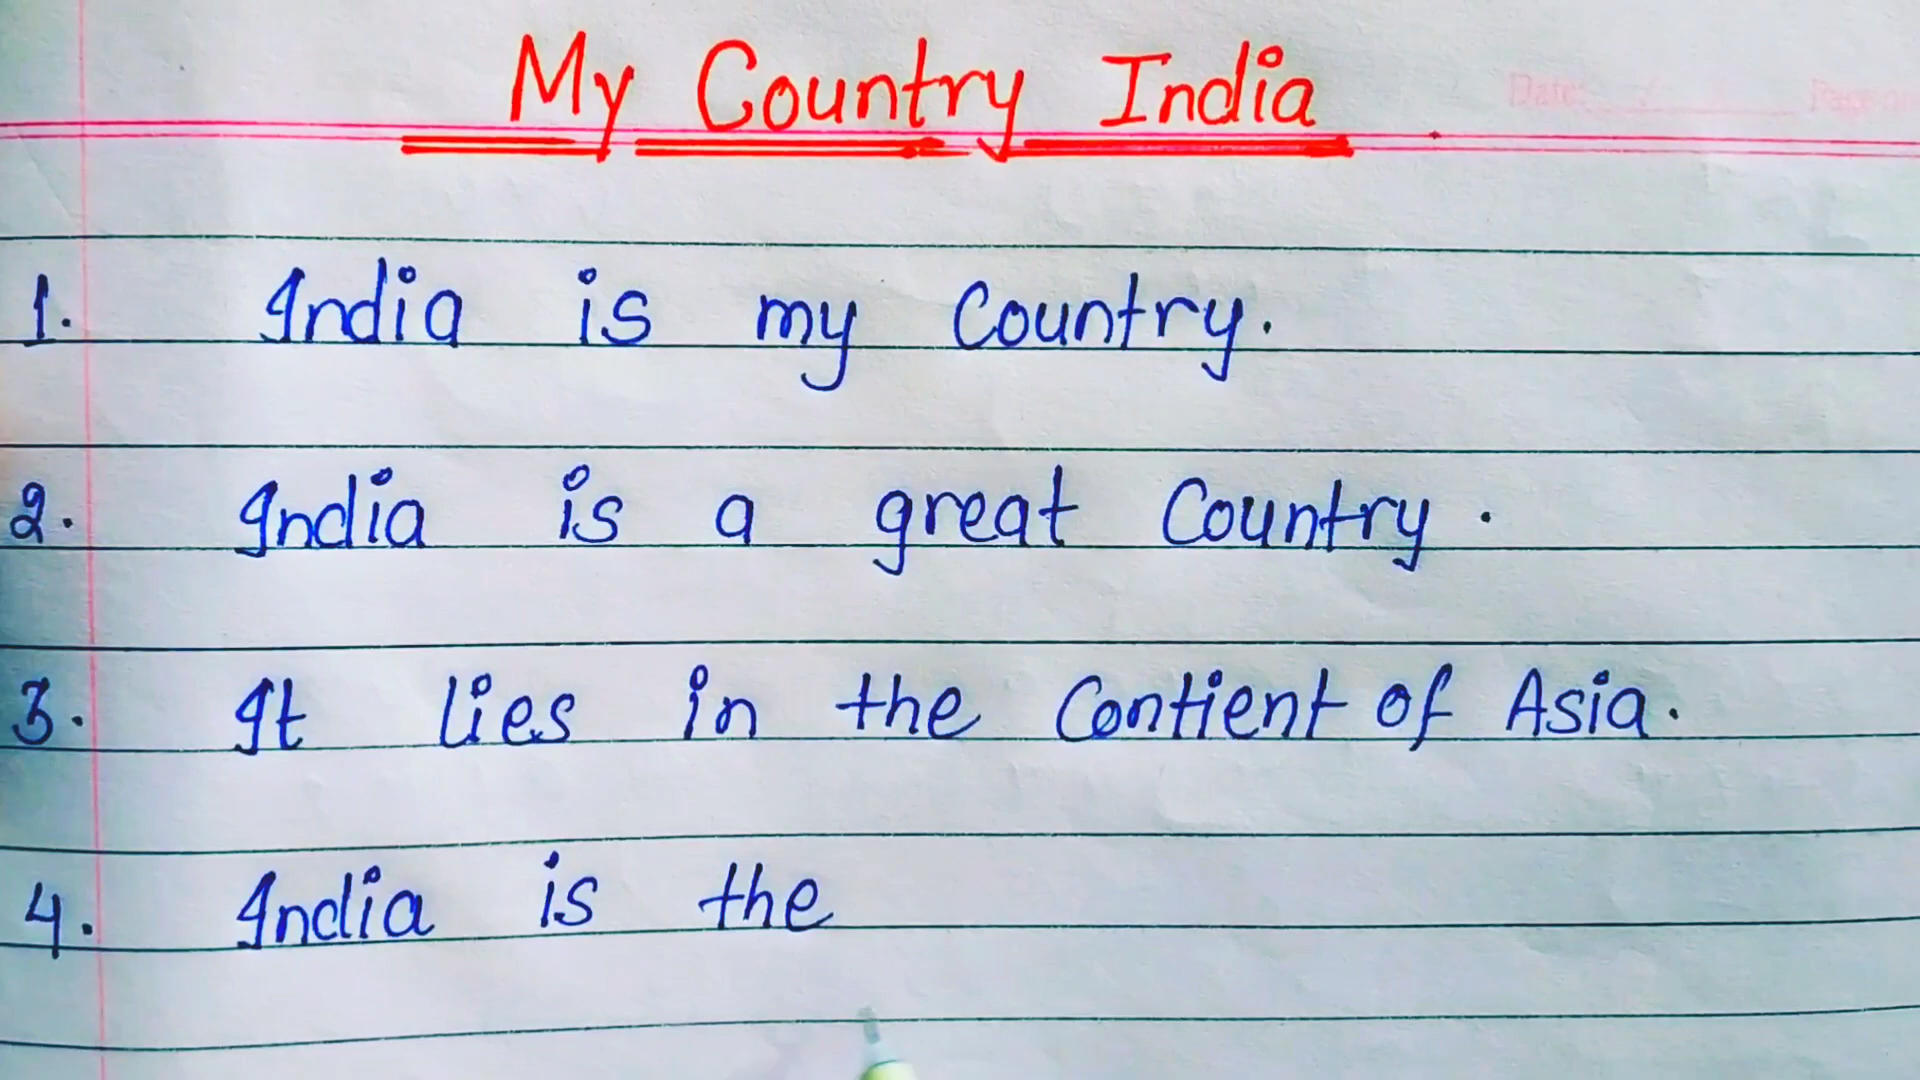 My Country India
Date:
1. India is my Country.
2. India is a great Country.
3. It lies in the Contient of Asia.
4. India is the